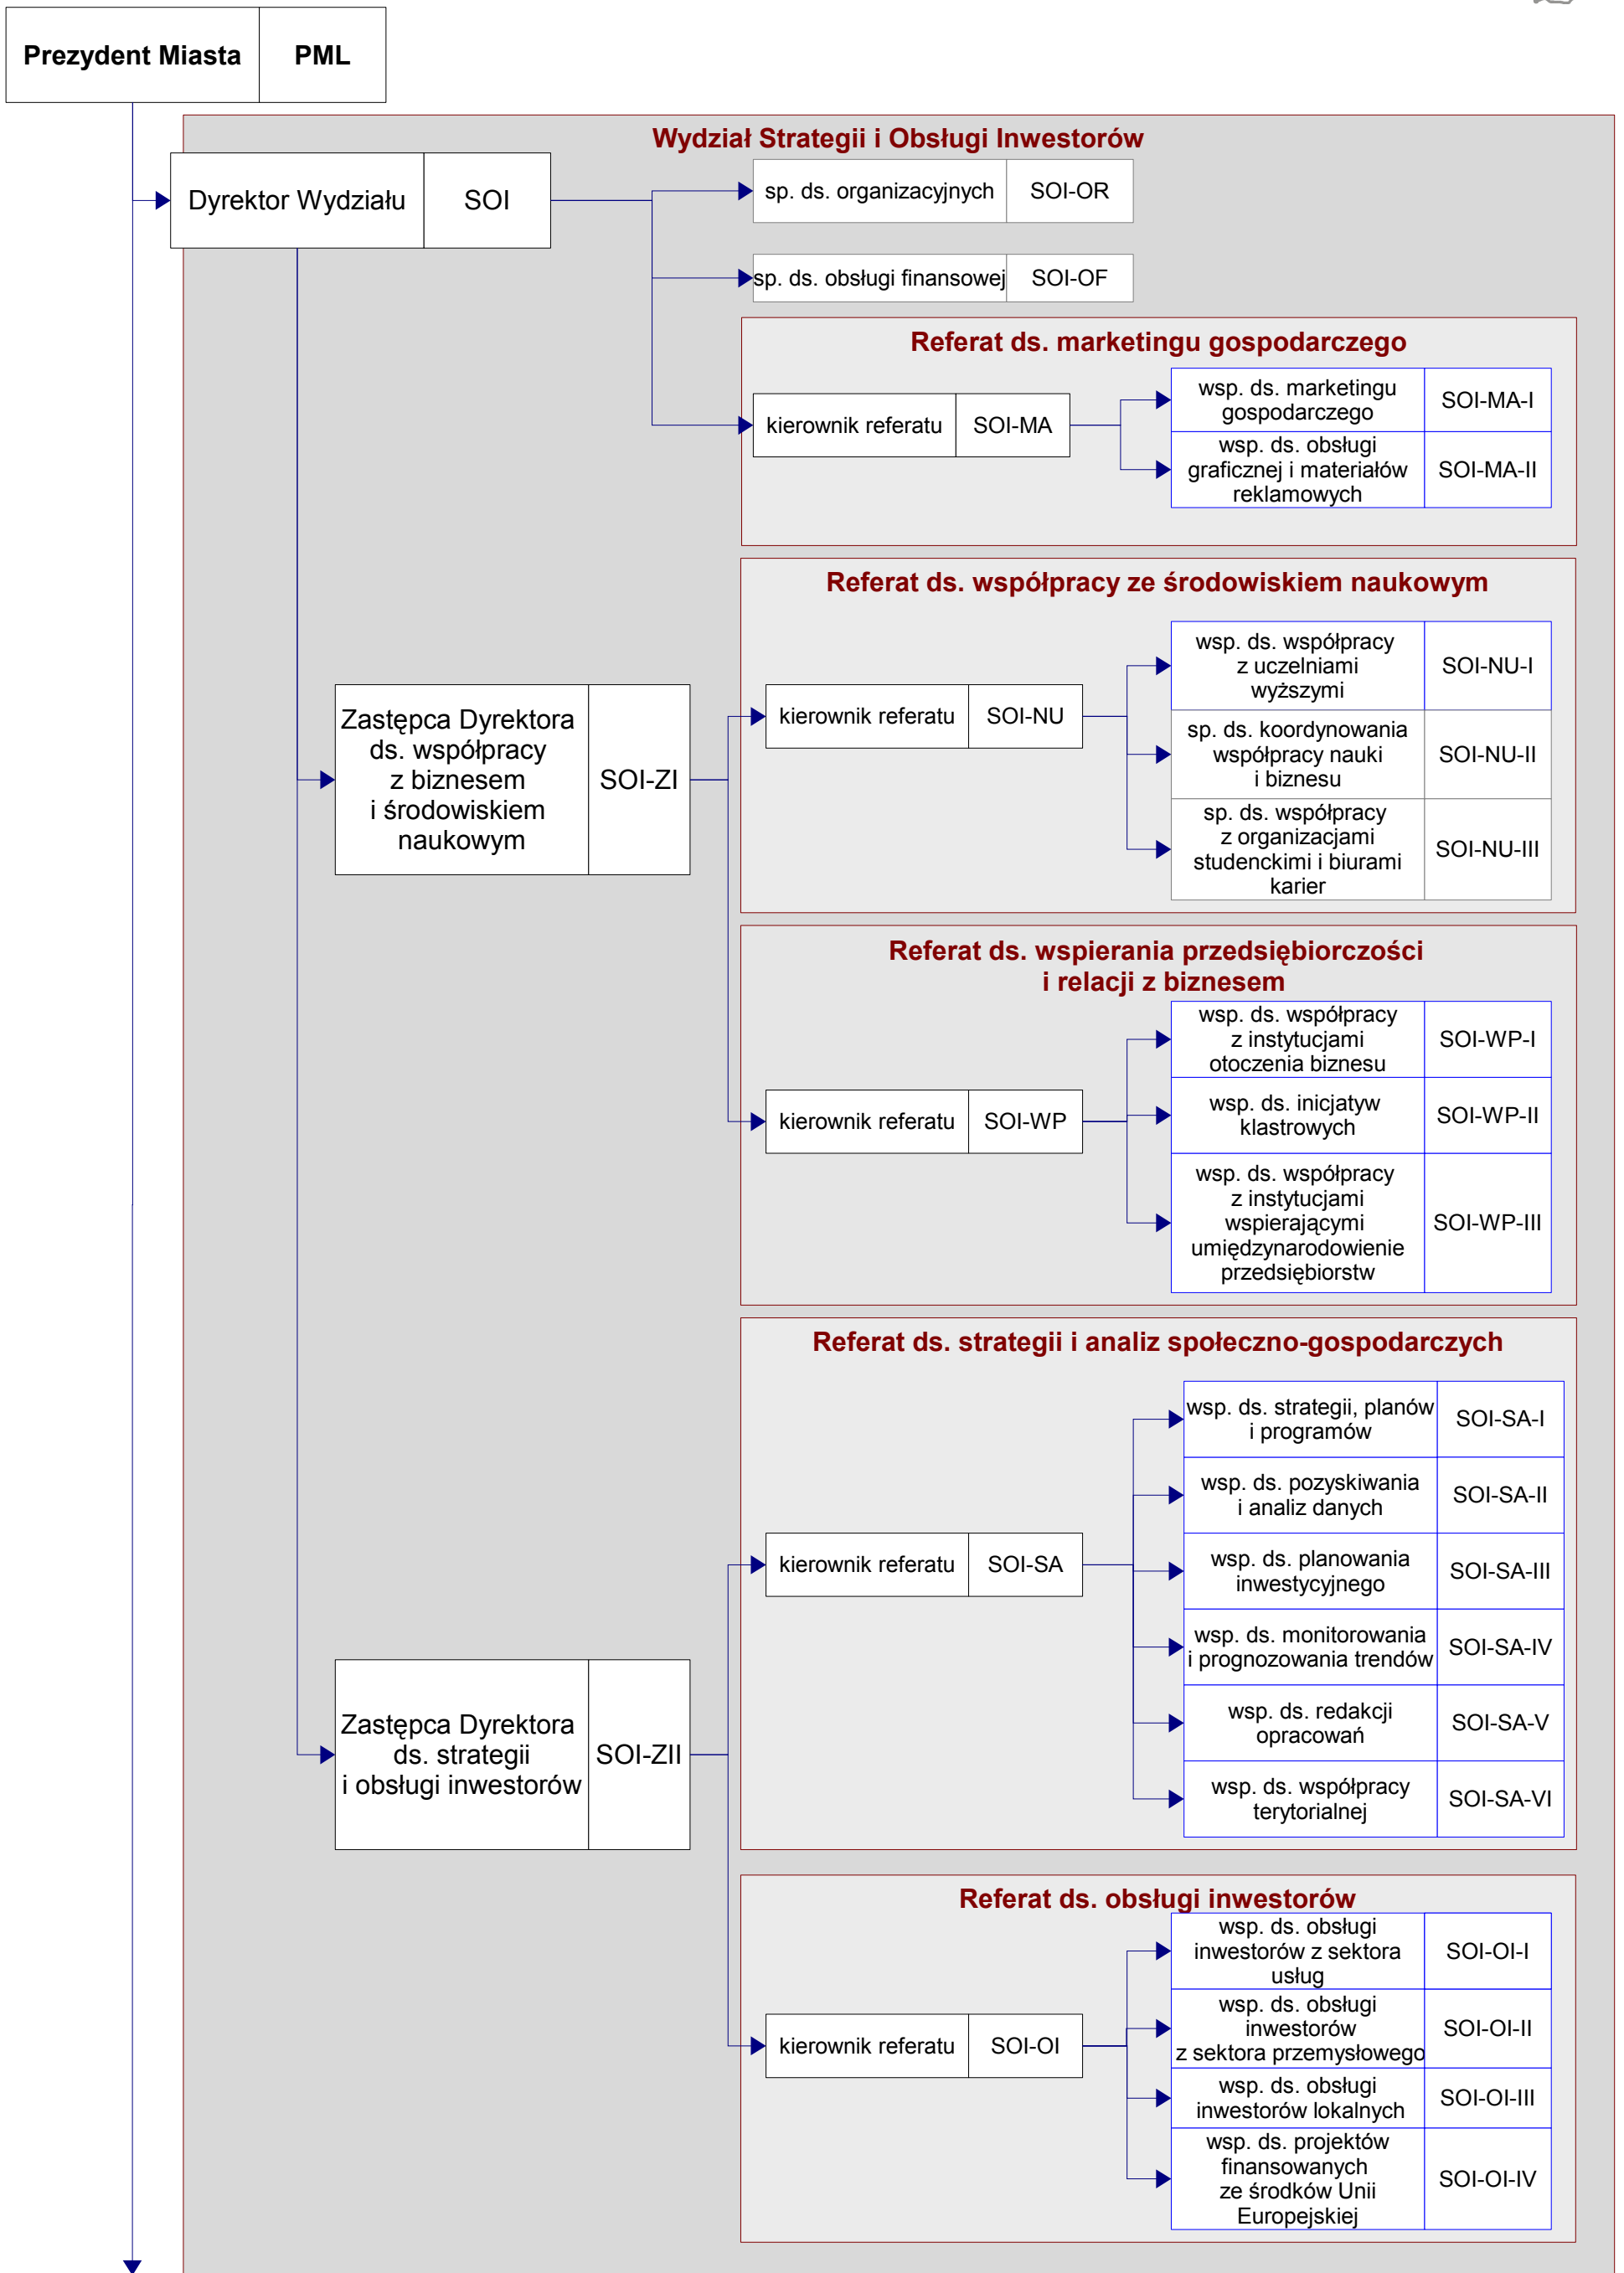 Prezydent Miasta PML
Wydział Strategii i Obsługi Inwestorów
Dyrektor Wydziału SOI
sp. ds. organizacyjnych SOI-OR
sp. ds. obsługi finansowej SOI-OF
Referat ds. marketingu gospodarczego
kierownik referatu SOI-MA
wsp. ds. marketingu
gospodarczego
SOI-MA-I
wsp. ds. obsługi
graficznej i materiałów
reklamowych
SOI-MA-II
Zastępca Dyrektora
ds. współpracy
z biznesem
i środowiskiem
naukowym
SOI-ZI
Referat ds. współpracy ze środowiskiem naukowym
kierownik referatu SOI-NU
wsp. ds. współpracy
z uczelniami
wyższymi
SOI-NU-I
sp. ds. koordynowania
współpracy nauki
i biznesu
SOI-NU-II
sp. ds. współpracy
z organizacjami
studenckimi i biurami
karier
SOI-NU-III
Referat ds. wspierania przedsiębiorczości
i relacji z biznesem
kierownik referatu SOI-WP
wsp. ds. współpracy
z instytucjami
otoczenia biznesu
SOI-WP-I
wsp. ds. inicjatyw
klastrowych
SOI-WP-II
wsp. ds. współpracy
z instytucjami
wspierającymi
umiędzynarodowienie
przedsiębiorstw
SOI-WP-III
Zastępca Dyrektora
ds. strategii
i obsługi inwestorów
SOI-ZII
Referat ds. strategii i analiz społeczno-gospodarczych
kierownik referatu SOI-SA
wsp. ds. strategii, planów
i programów
SOI-SA-I
wsp. ds. pozyskiwania
i analiz danych
SOI-SA-II
wsp. ds. planowania
inwestycyjnego
SOI-SA-III
wsp. ds. monitorowania
i prognozowania trendów
SOI-SA-IV
wsp. ds. redakcji
opracowań
SOI-SA-V
wsp. ds. współpracy
terytorialnej
SOI-SA-VI
Referat ds. obsługi inwestorów
kierownik referatu SOI-OI
wsp. ds. obsługi
inwestorów z sektora
usług
SOI-OI-I
wsp. ds. obsługi
inwestorów
z sektora przemysłowego
SOI-OI-II
wsp. ds. obsługi
inwestorów lokalnych
SOI-OI-III
wsp. ds. projektów
finansowanych
ze środków Unii
Europejskiej
SOI-OI-IV